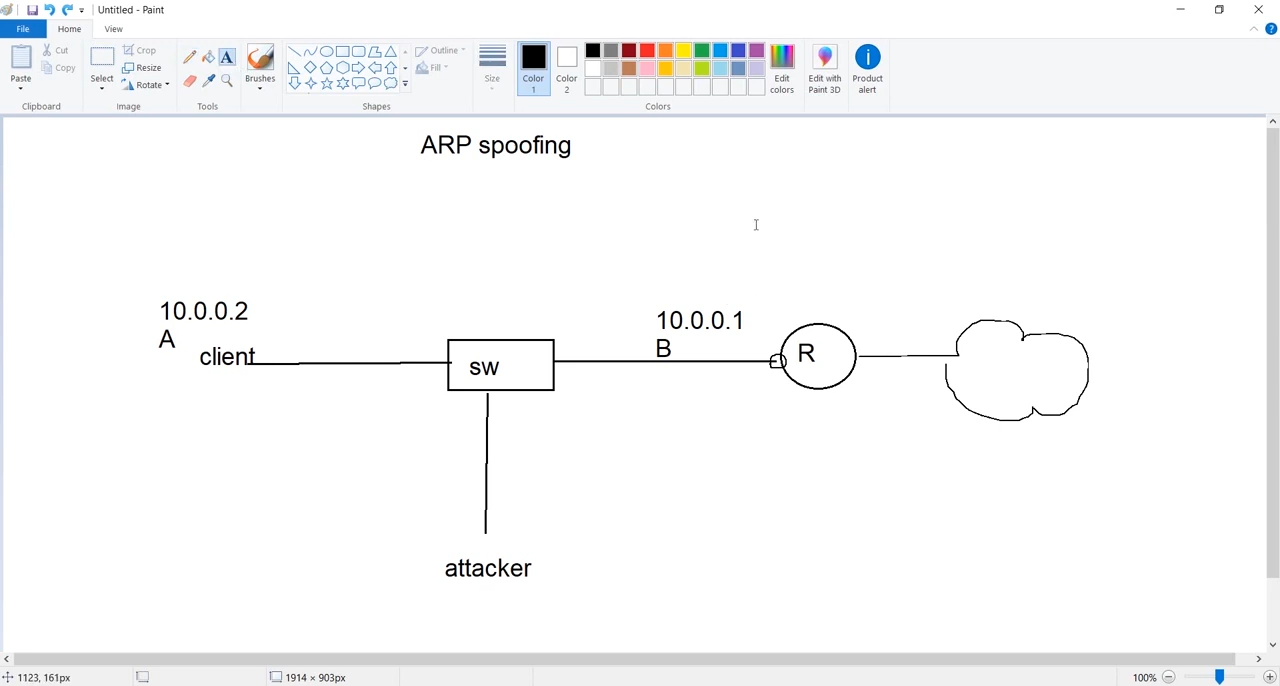 Untitled - Paint
File
Home
View
Paste
Cut
Copy
Clipboard
Select
Crop
Resize
Rotate
Image
Tools
Brushes
Outline
Fill
Shapes
Size
Color
1
Color
2
Edit
colors
Colors
Edit with
Paint 3D
Product
alert
ARP spoofing
10.0.0.2
A
client
sw
10.0.0.1
B
R
attacker
1123, 161px
1914 × 903px
100%